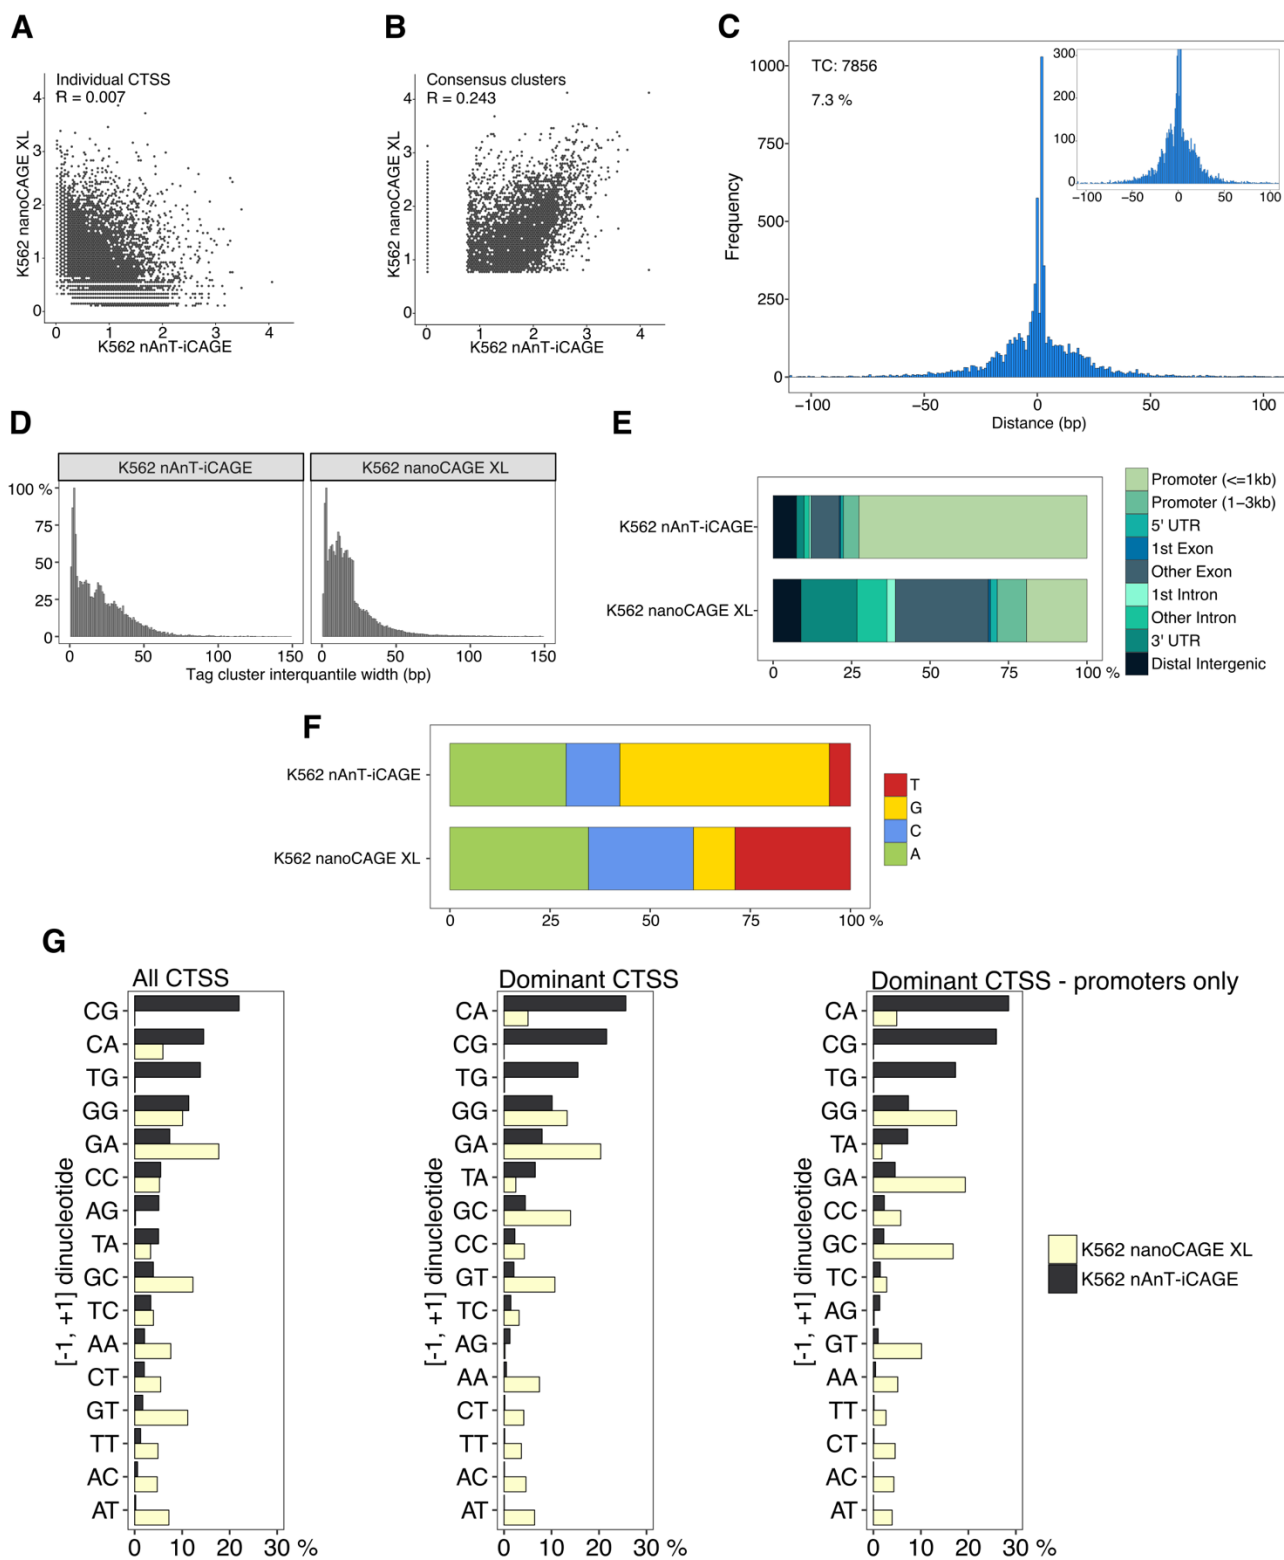 A
Individual CTSS
R = 0.007
K562 nanoCAGE XL
4
3
2
1
0
0 1 2 3 4
K562 nAnT-iCAGE
B
Consensus clusters
R = 0.243
K562 nanoCAGE XL
4
3
2
1
0
0 1 2 3 4
K562 nAnT-iCAGE
C
TC: 7856
7.3 %
Frequency
1000
750
500
250
0
−100 −50 0 50 100
Distance (bp)
300
200
100
0
−100 −50 0 50 100
D
K562 nAnT-iCAGE K562 nanoCAGE XL
100 %
75
50
25
0
0 50 100 150 0 50 100 150
Tag cluster interquantile width (bp)
E
K562 nAnT-iCAGE
K562 nanoCAGE XL
0 25 50 75 100 %
Promoter (<=1kb)
Promoter (1−3kb)
5' UTR
1st Exon
Other Exon
1st Intron
Other Intron
3' UTR
Distal Intergenic
F
K562 nAnT-iCAGE
K562 nanoCAGE XL
0 25 50 75 100 %
T
G
C
A
G
All CTSS
[-1, +1] dinucleotide
CG
CA
TG
GG
GA
CC
AG
TA
GC
TC
AA
CT
GT
TT
AC
AT
0 10 20 30 %
Dominant CTSS
[-1, +1] dinucleotide
CA
CG
TG
GG
GA
TA
GC
CC
GT
TC
AG
AA
CT
TT
AC
AT
0 10 20 30 %
Dominant CTSS - promoters only
[-1, +1] dinucleotide
CA
CG
TG
GG
TA
GA
CC
GC
TC
AG
GT
AA
TT
CT
AC
AT
0 10 20 30 %
K562 nanoCAGE XL
K562 nAnT-iCAGE